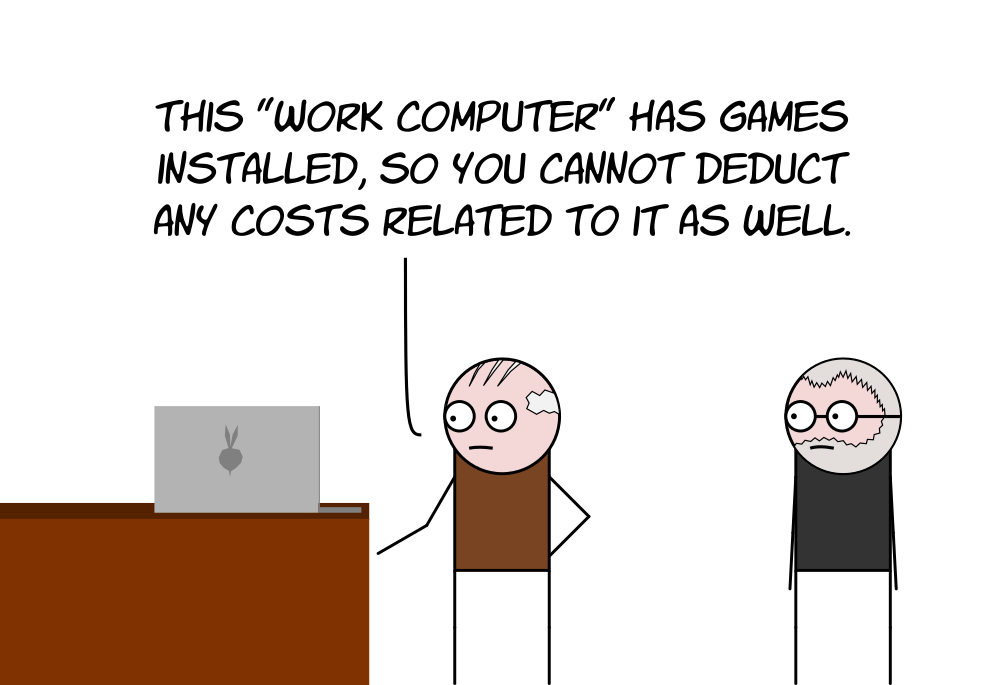 THIS "WORK COMPUTER" HAS GAMES
INSTALLED, SO YOU CANNOT DEDUCT
ANY COSTS RELATED TO IT AS WELL.